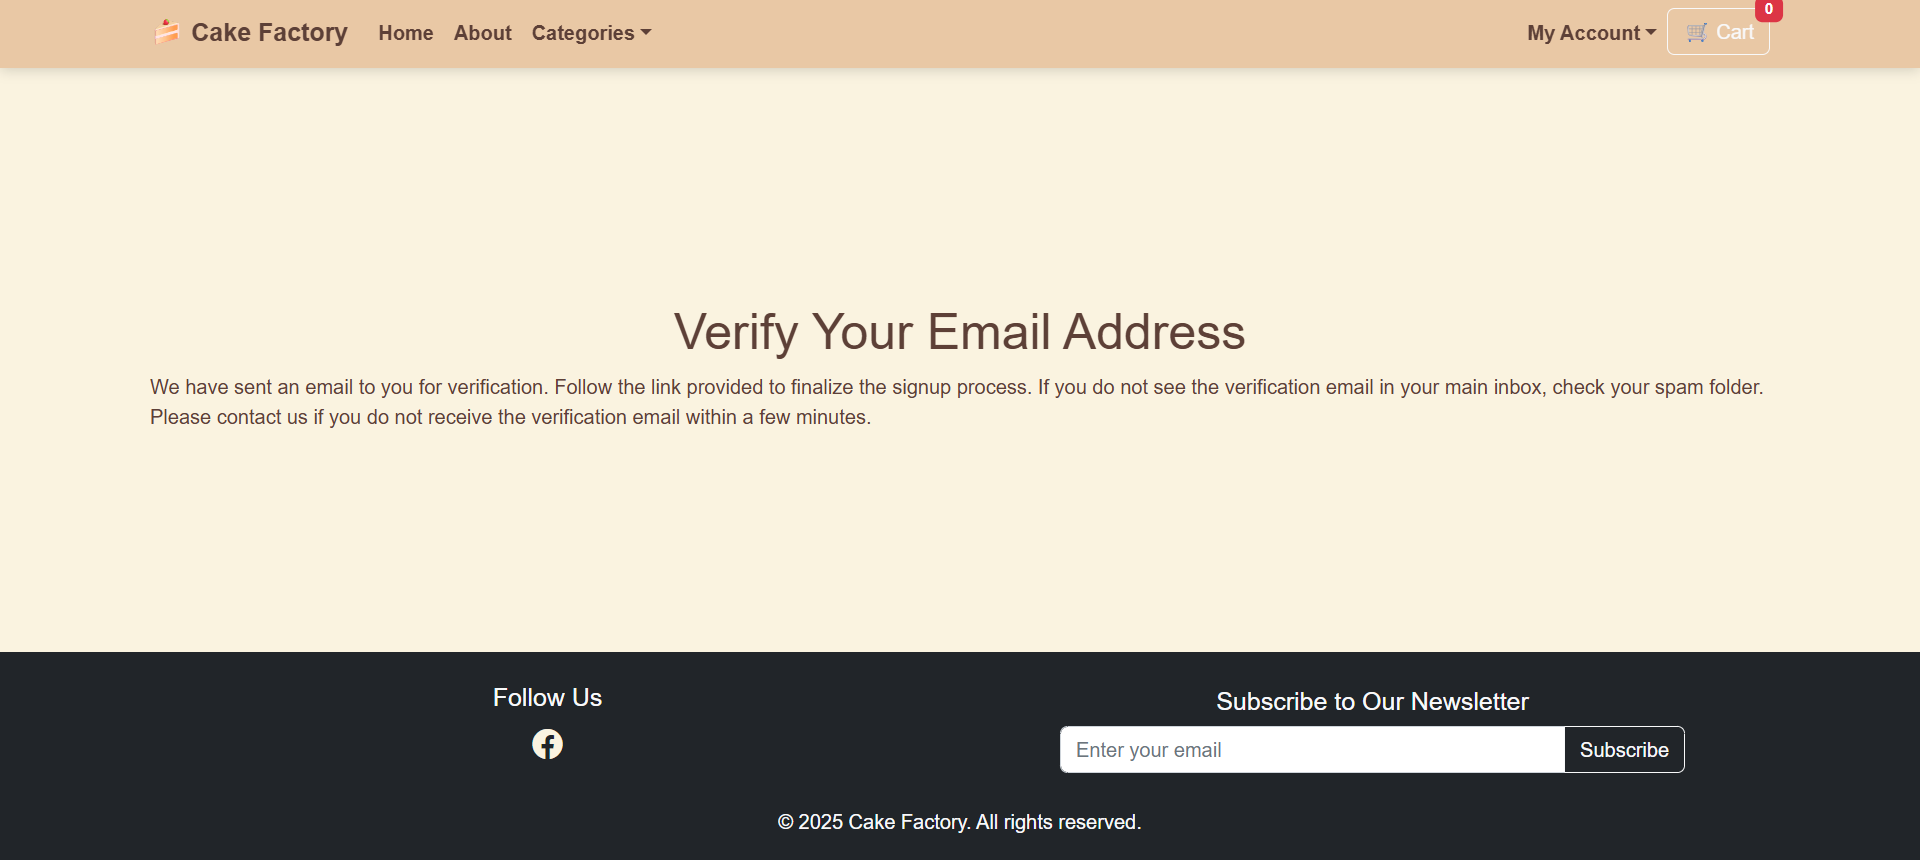 Cake Factory Home About Categories My Account Cart 0
Verify Your Email Address
We have sent an email to you for verification. Follow the link provided to finalize the signup process. If you do not see the verification email in your main inbox, check your spam folder.
Please contact us if you do not receive the verification email within a few minutes.
Follow Us
Subscribe to Our Newsletter
Enter your email Subscribe
© 2025 Cake Factory. All rights reserved.